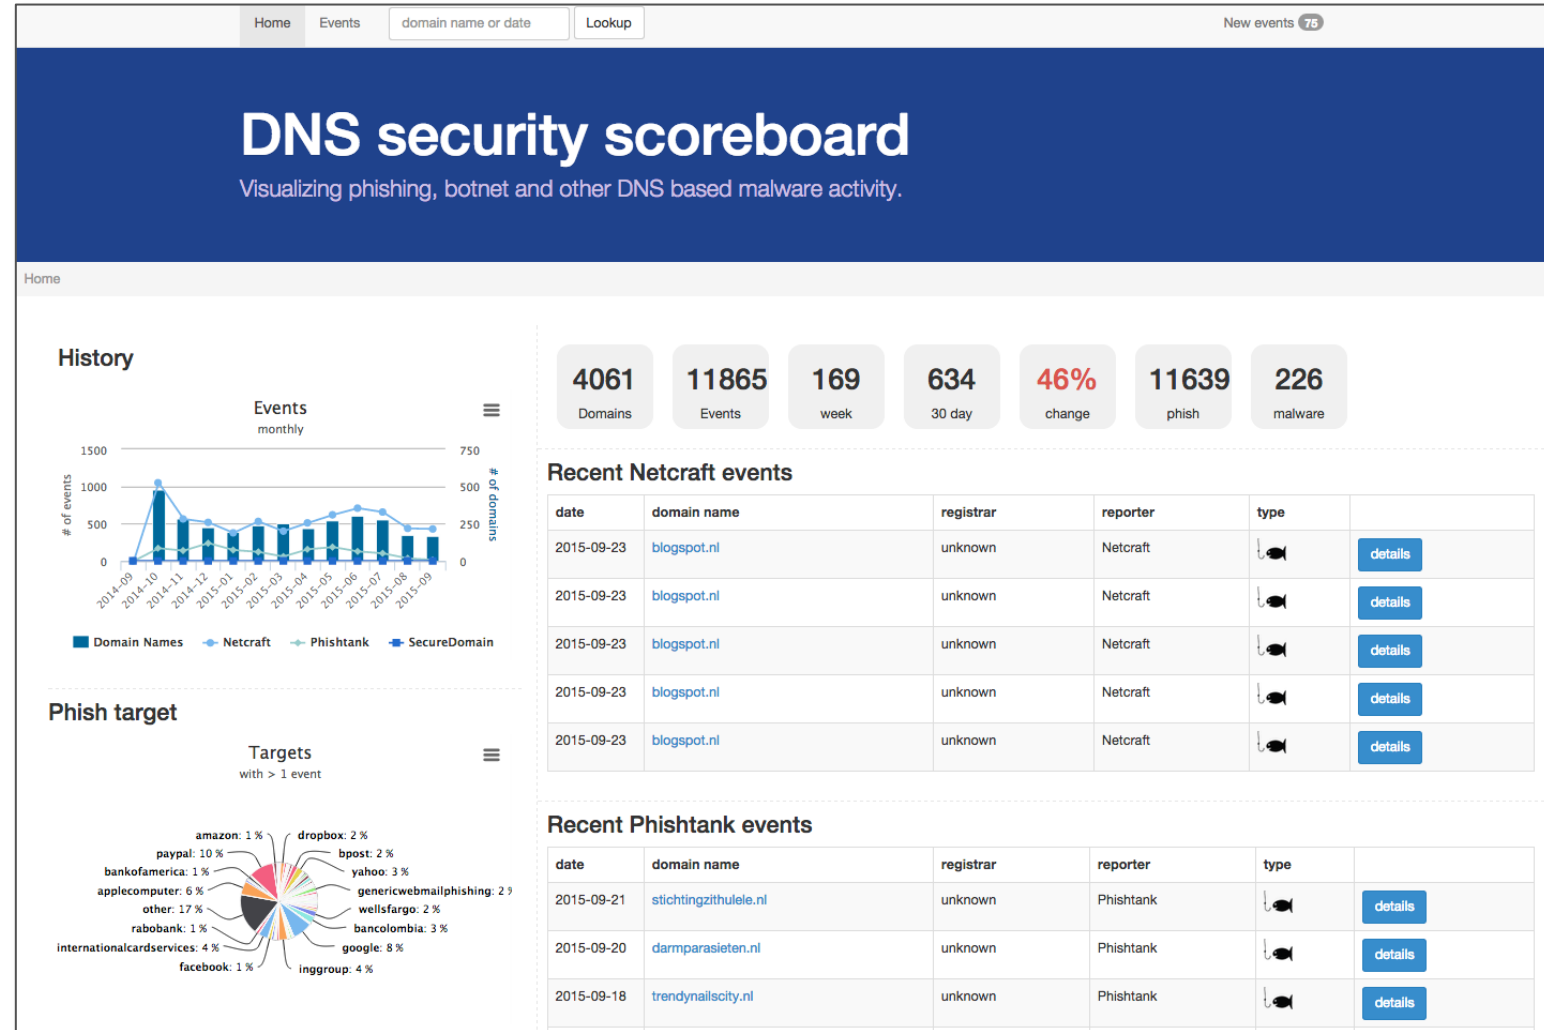 Home Events domain name or date Lookup New events 75
DNS security scoreboard
Visualizing phishing, botnet and other DNS based malware activity.
Home
History
Events
monthly
1500 750
1000 500
500 250
0 0
# of events
# of domains
2014-09 2014-10 2014-11 2014-12 2015-01 2015-02 2015-03 2015-04 2015-05 2015-06 2015-07 2015-08 2015-09
Domain Names Netcraft Phishtank SecureDomain
Phish target
Targets
with > 1 event
amazon: 1 % dropbox: 2 %
paypal: 10 % bpost: 2 %
bankofamerica: 1 % yahoo: 3 %
applecomputer: 6 % genericwebmailphishing: 2 %
other: 17 % wellsfargo: 2 %
rabobank: 1 % bancolombia: 3 %
internationalcardservices: 4 % google: 8 %
facebook: 1 % inggroup: 4 %
4061 11865 169 634 46% 11639 226
Domains Events week 30 day change phish malware
Recent Netcraft events
date domain name registrar reporter type
2015-09-23 blogspot.nl unknown Netcraft details
2015-09-23 blogspot.nl unknown Netcraft details
2015-09-23 blogspot.nl unknown Netcraft details
2015-09-23 blogspot.nl unknown Netcraft details
2015-09-23 blogspot.nl unknown Netcraft details
Recent Phishtank events
date domain name registrar reporter type
2015-09-21 stichtingzithulele.nl unknown Phishtank details
2015-09-20 darmparasieten.nl unknown Phishtank details
2015-09-18 trendynailscity.nl unknown Phishtank details